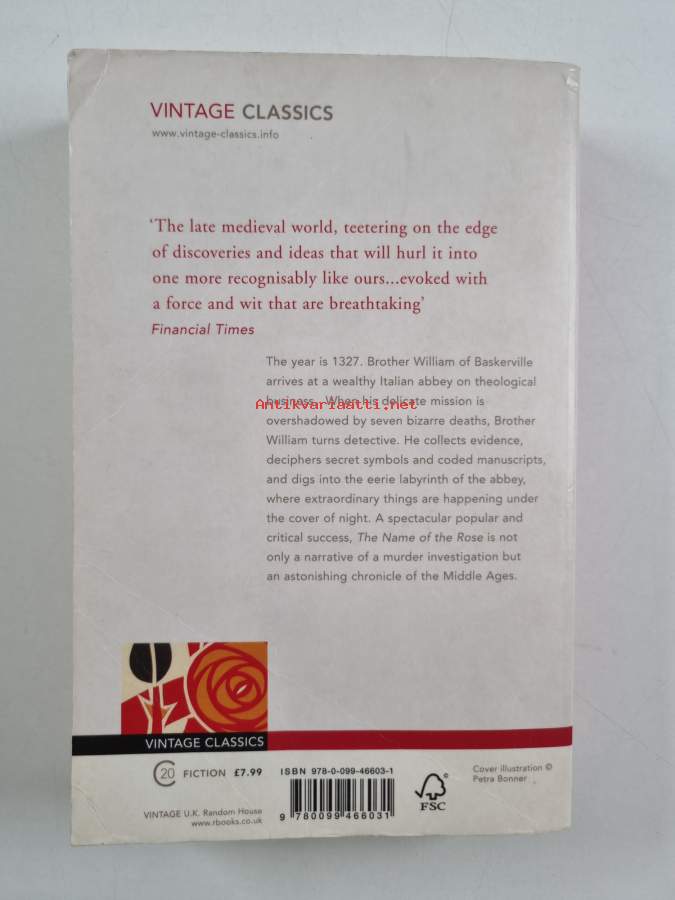 VINTAGE CLASSICS
www.vintage-classics.info
‘The late medieval world, teetering on the edge
of discoveries and ideas that will hurl it into
one more recognisably like ours...evoked with
a force and wit that are breathtaking’
Financial Times
The year is 1327. Brother William of Baskerville
arrives at a wealthy Italian abbey on theological
business. When his delicate mission is
Antikvariaatti.net
overshadowed by seven bizarre deaths, Brother
William turns detective. He collects evidence,
deciphers secret symbols and coded manuscripts,
and digs into the eerie labyrinth of the abbey,
where extraordinary things are happening under
the cover of night. A spectacular popular and
critical success, The Name of the Rose is not
only a narrative of a murder investigation but
an astonishing chronicle of the Middle Ages.
VINTAGE CLASSICS
C20 FICTION £7.99
VINTAGE U.K. Random House
www.rbooks.co.uk
ISBN 978-0-099-46603-1
9 780099 466031
FSC
Cover illustration ©
Petra Bonner